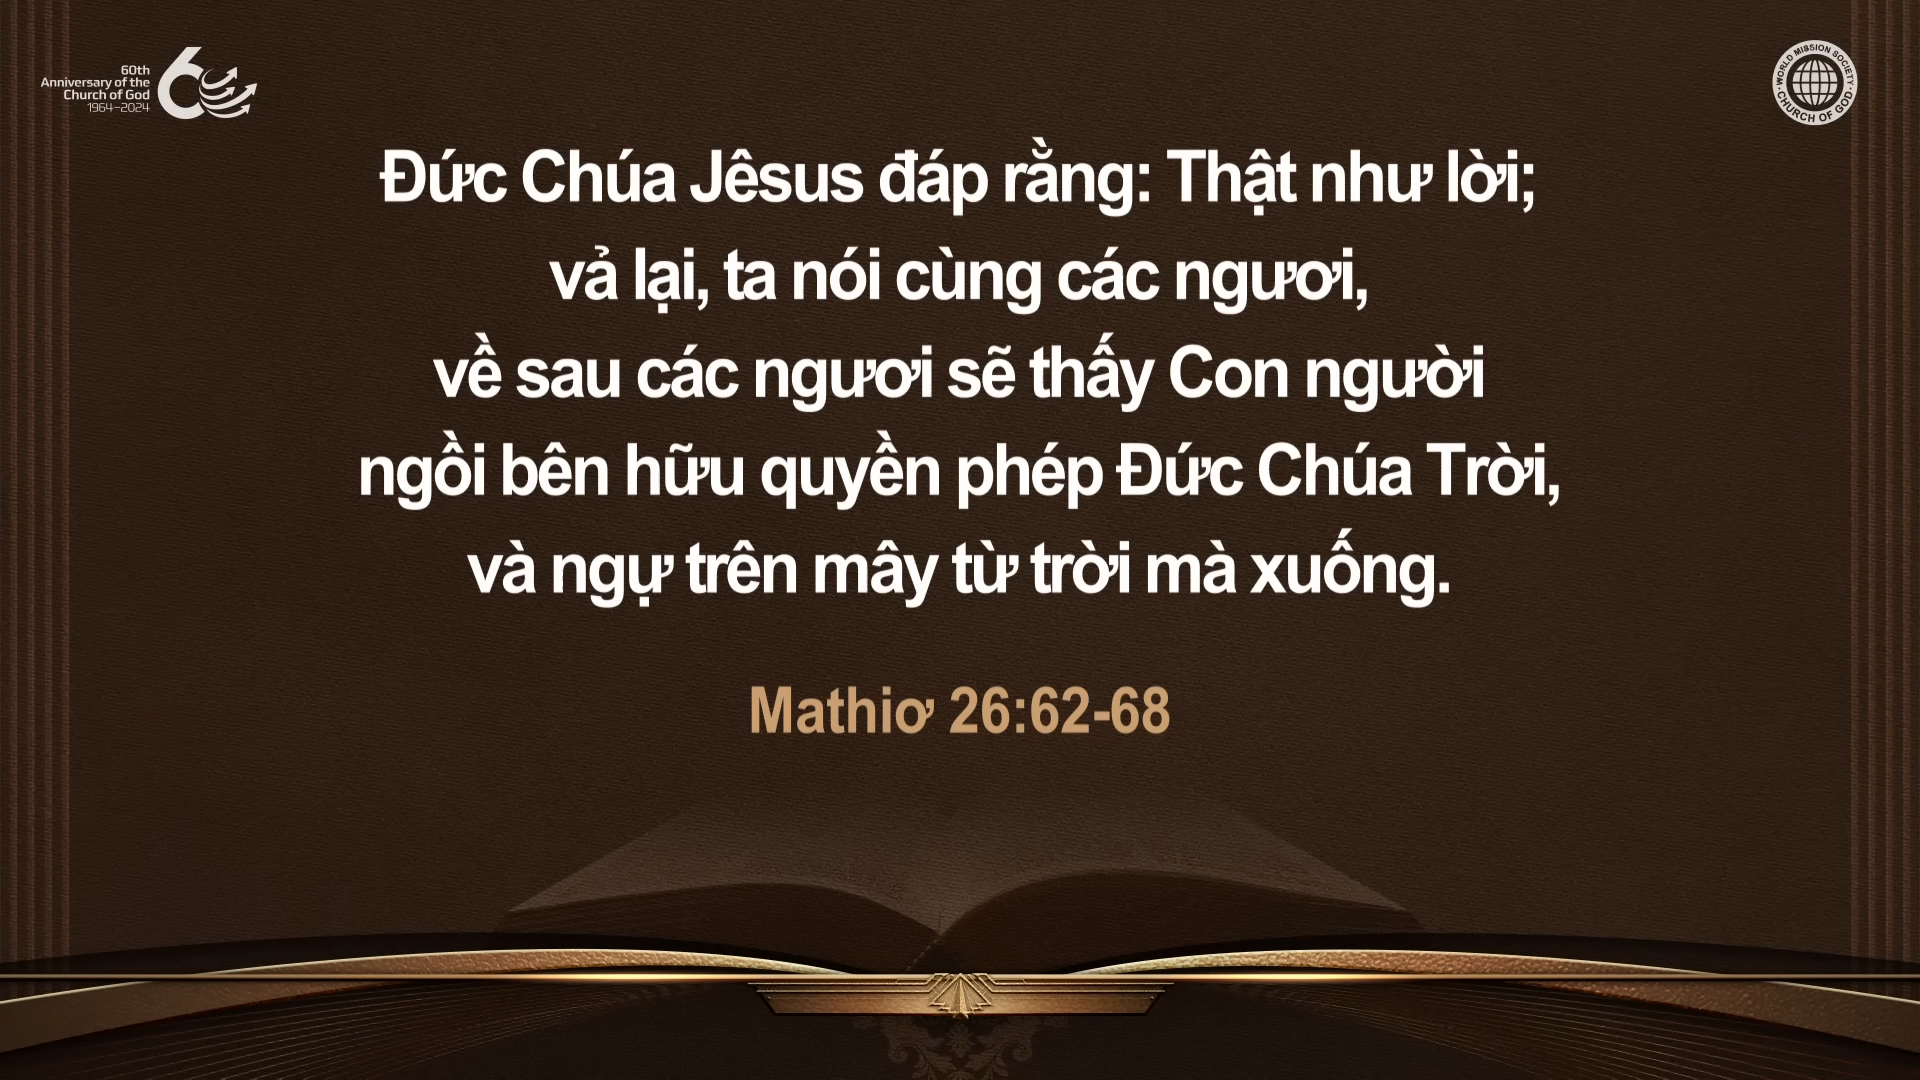 60th
Anniversary of the
Church of God
1964–2024
WORLD MISSION SOCIETY
CHURCH OF GOD
Đức Chúa Jêsus đáp rằng: Thật như lời;
vả lại, ta nói cùng các ngươi,
về sau các ngươi sẽ thấy Con người
ngồi bên hữu quyền phép Đức Chúa Trời,
và ngự trên mây từ trời mà xuống.
Mathiơ 26:62-68